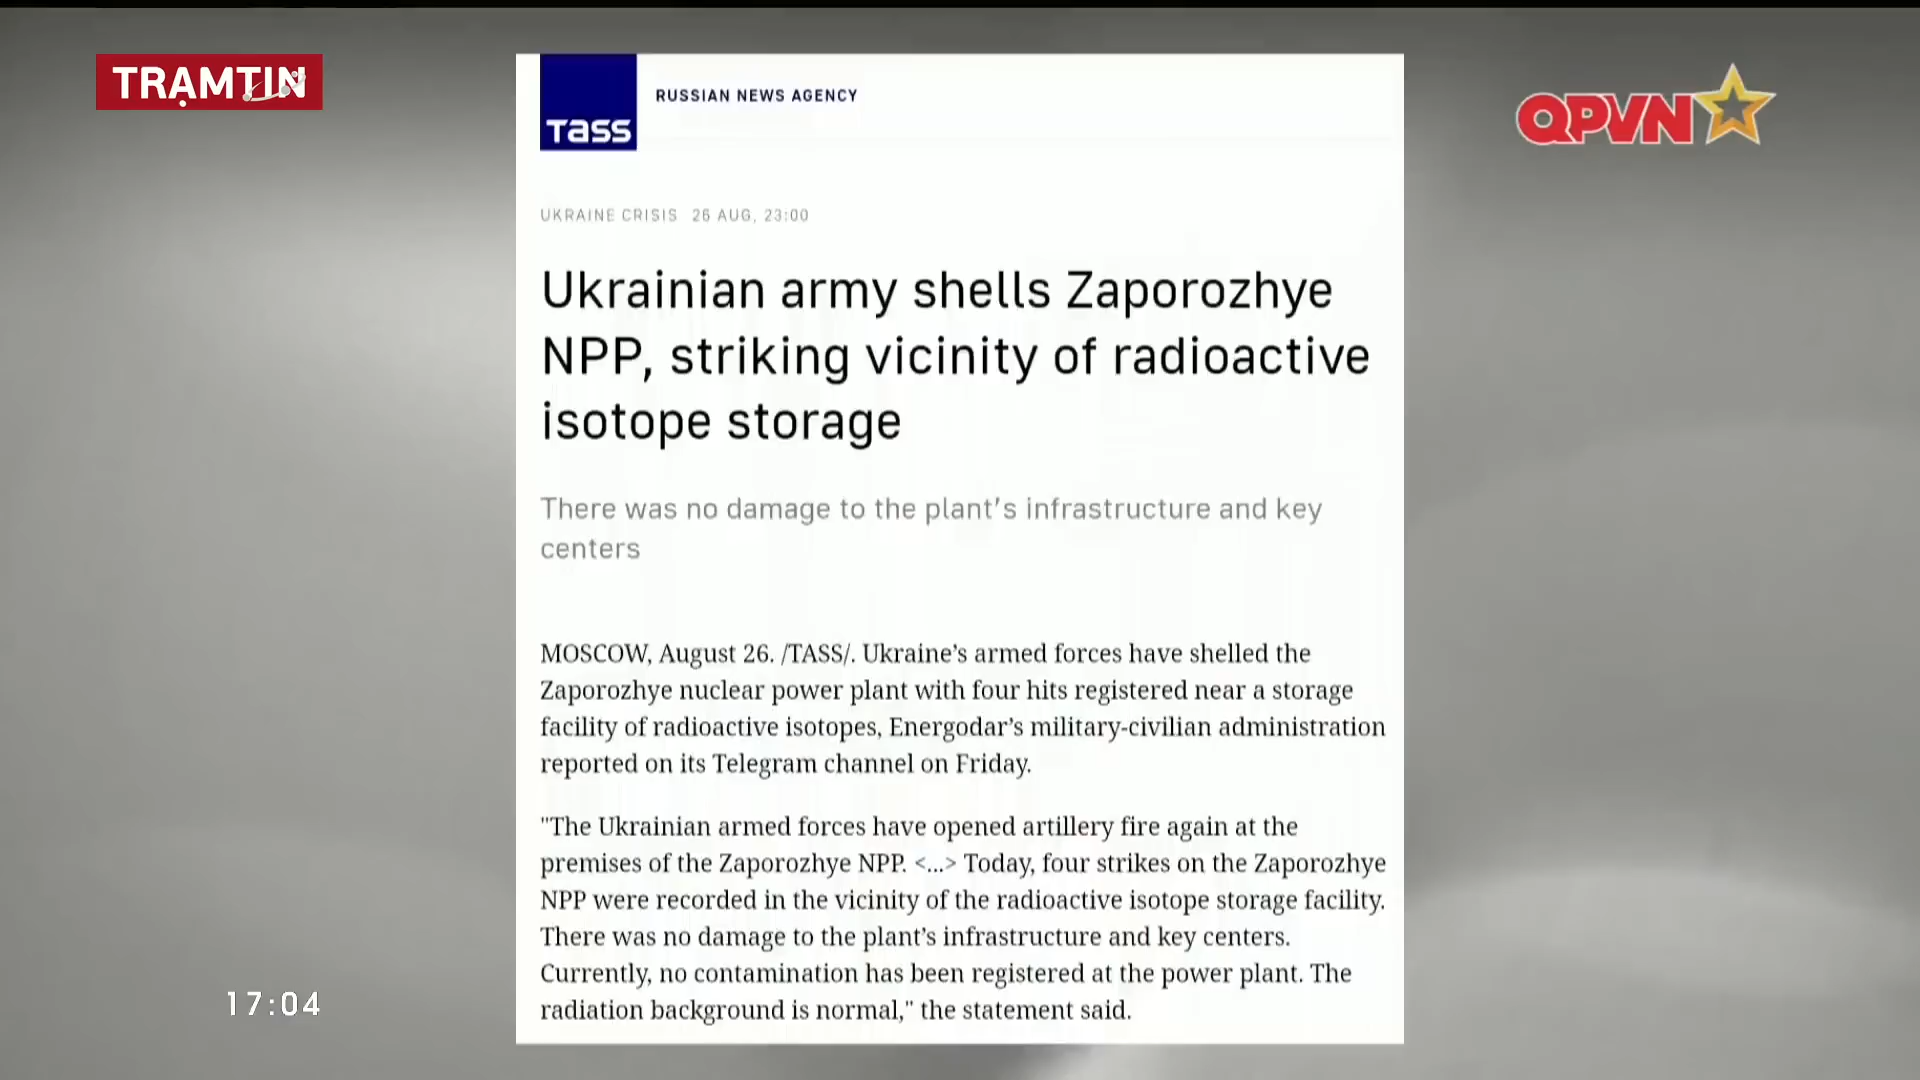 TRẠMTIN
QPVN
TASS
RUSSIAN NEWS AGENCY
UKRAINE CRISIS 26 AUG, 23:00
Ukrainian army shells Zaporozhye
NPP, striking vicinity of radioactive
isotope storage
There was no damage to the plant's infrastructure and key
centers
MOSCOW, August 26. /TASS/. Ukraine's armed forces have shelled the
Zaporozhye nuclear power plant with four hits registered near a storage
facility of radioactive isotopes, Energodar's military-civilian administration
reported on its Telegram channel on Friday.
"The Ukrainian armed forces have opened artillery fire again at the
premises of the Zaporozhye NPP. <...> Today, four strikes on the Zaporozhye
NPP were recorded in the vicinity of the radioactive isotope storage facility.
There was no damage to the plant's infrastructure and key centers.
Currently, no contamination has been registered at the power plant. The
radiation background is normal," the statement said.
17:04